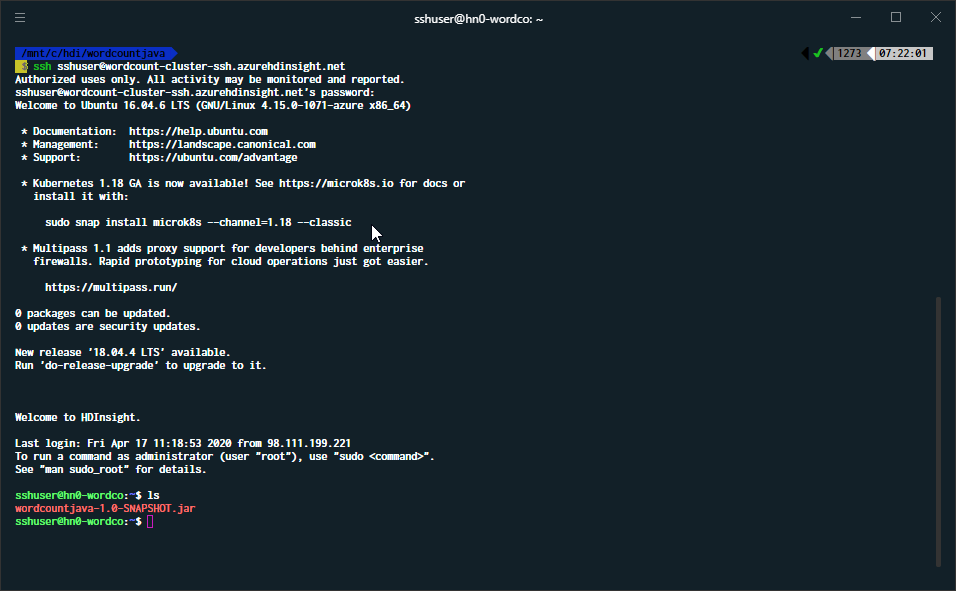 sshuser@hn0-wordco: ~
/mnt/c/hdi/wordcountjava 1273 07:22:01
$ ssh sshuser@wordcount-cluster-ssh.azurehdinsight.net
Authorized uses only. All activity may be monitored and reported.
sshuser@wordcount-cluster-ssh.azurehdinsight.net's password:
Welcome to Ubuntu 16.04.6 LTS (GNU/Linux 4.15.0-1071-azure x86_64)
* Documentation:  https://help.ubuntu.com
* Management:     https://landscape.canonical.com
* Support:        https://ubuntu.com/advantage
* Kubernetes 1.18 GA is now available! See https://microk8s.io for docs or
install it with:
sudo snap install microk8s --channel=1.18 --classic
* Multipass 1.1 adds proxy support for developers behind enterprise
firewalls. Rapid prototyping for cloud operations just got easier.
https://multipass.run/
0 packages can be updated.
0 updates are security updates.
New release '18.04.4 LTS' available.
Run 'do-release-upgrade' to upgrade to it.
Welcome to HDInsight.
Last login: Fri Apr 17 11:18:53 2020 from 98.111.199.221
To run a command as administrator (user "root"), use "sudo <command>".
See "man sudo_root" for details.
sshuser@hn0-wordco:~$ ls
wordcountjava-1.0-SNAPSHOT.jar
sshuser@hn0-wordco:~$